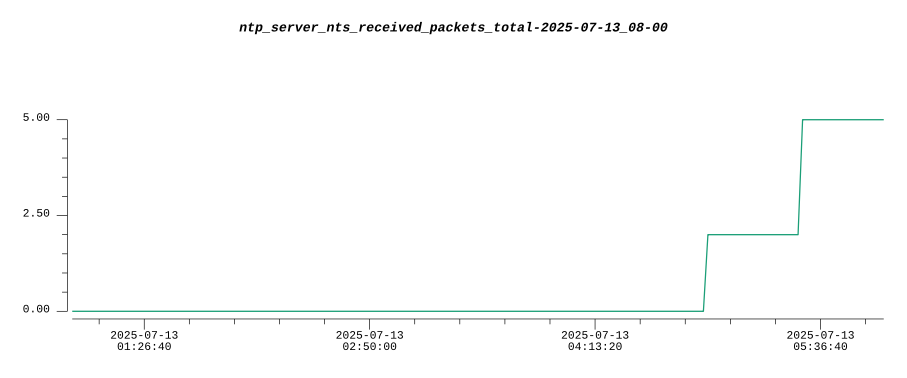 ntp_server_nts_received_packets_total-2025-07-13_08-00
5.00
2.50
0.00
2025-07-13 2025-07-13 2025-07-13 2025-07-13
01:26:40 02:50:00 04:13:20 05:36:40